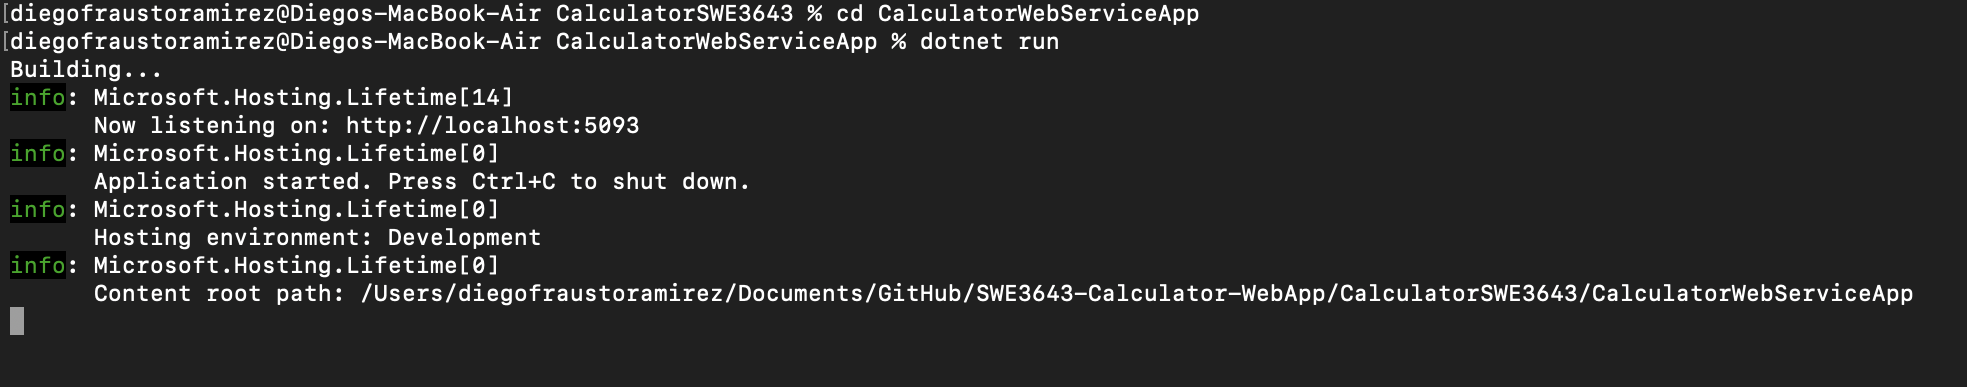 [diegofraustoramirez@Diegos-MacBook-Air CalculatorSWE3643 % cd CalculatorWebServiceApp
[diegofraustoramirez@Diegos-MacBook-Air CalculatorWebServiceApp % dotnet run
Building...
info: Microsoft.Hosting.Lifetime[14]
Now listening on: http://localhost:5093
info: Microsoft.Hosting.Lifetime[0]
Application started. Press Ctrl+C to shut down.
info: Microsoft.Hosting.Lifetime[0]
Hosting environment: Development
info: Microsoft.Hosting.Lifetime[0]
Content root path: /Users/diegofraustoramirez/Documents/GitHub/SWE3643-Calculator-WebApp/CalculatorSWE3643/CalculatorWebServiceApp